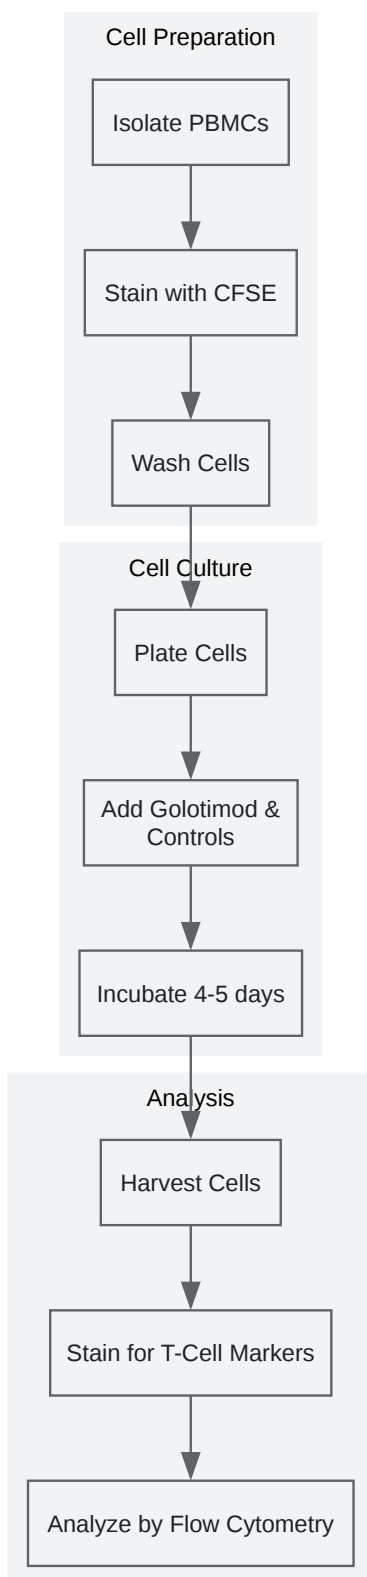 Cell Preparation
Isolate PBMCs
Stain with CFSE
Wash Cells
Cell Culture
Plate Cells
Add Golotimod &
Controls
Incubate 4-5 days
Analysis
Harvest Cells
Stain for T-Cell Markers
Analyze by Flow Cytometry